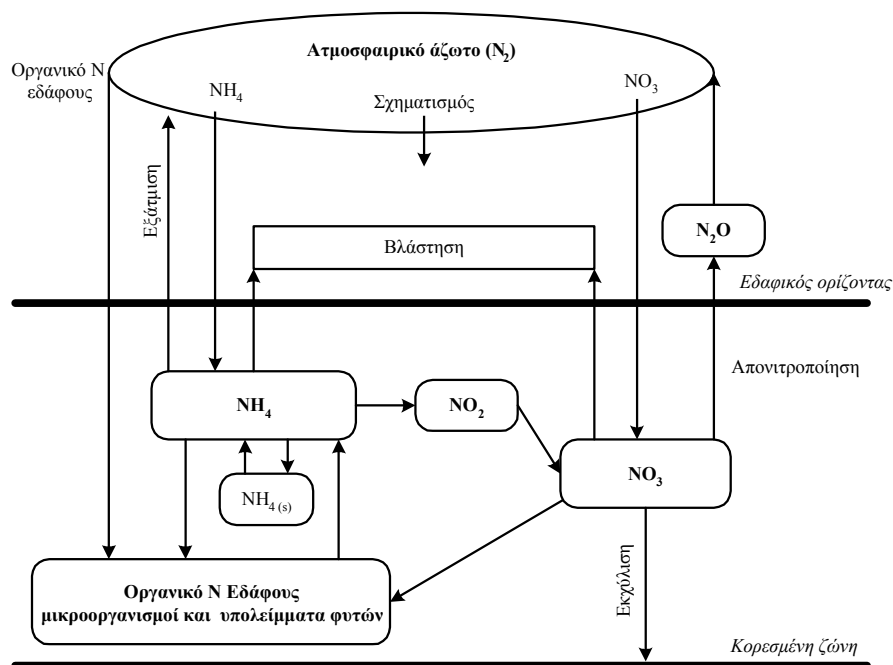 Ατμοσφαιρικό άζωτο (N₂)
Οργανικό N
εδάφους
NH₄
Σχηματισμός
NO₃
Εξάτμιση
Βλάστηση
N₂O
Εδαφικός ορίζοντας
Απονιτροποίηση
NH₄
NO₂
NO₃
NH₄ (s)
Εκχύλιση
Οργανικό N Εδάφους
μικροοργανισμοί και υπολείμματα φυτών
Κορεσμένη ζώνη